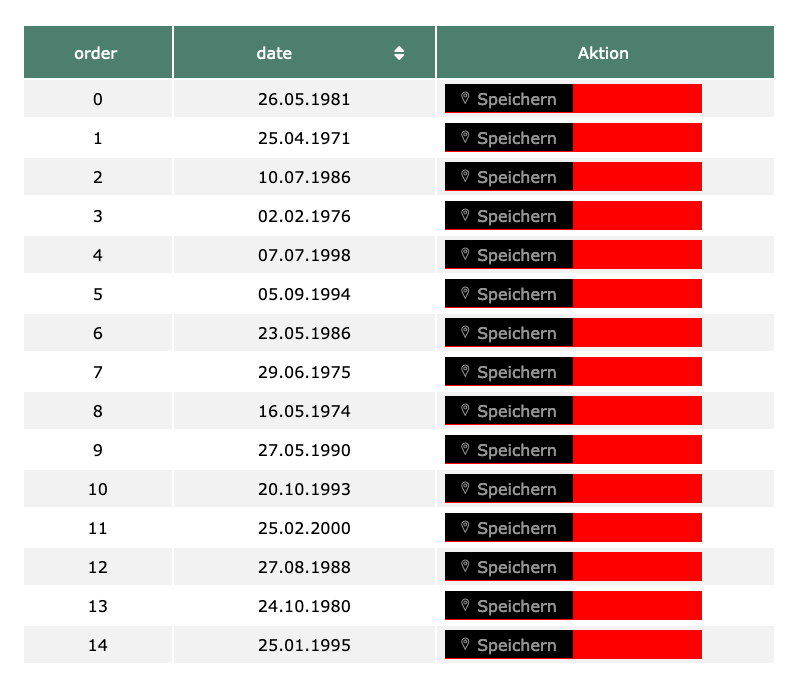 order date Aktion
0 26.05.1981 Speichern
1 25.04.1971 Speichern
2 10.07.1986 Speichern
3 02.02.1976 Speichern
4 07.07.1998 Speichern
5 05.09.1994 Speichern
6 23.05.1986 Speichern
7 29.06.1975 Speichern
8 16.05.1974 Speichern
9 27.05.1990 Speichern
10 20.10.1993 Speichern
11 25.02.2000 Speichern
12 27.08.1988 Speichern
13 24.10.1980 Speichern
14 25.01.1995 Speichern